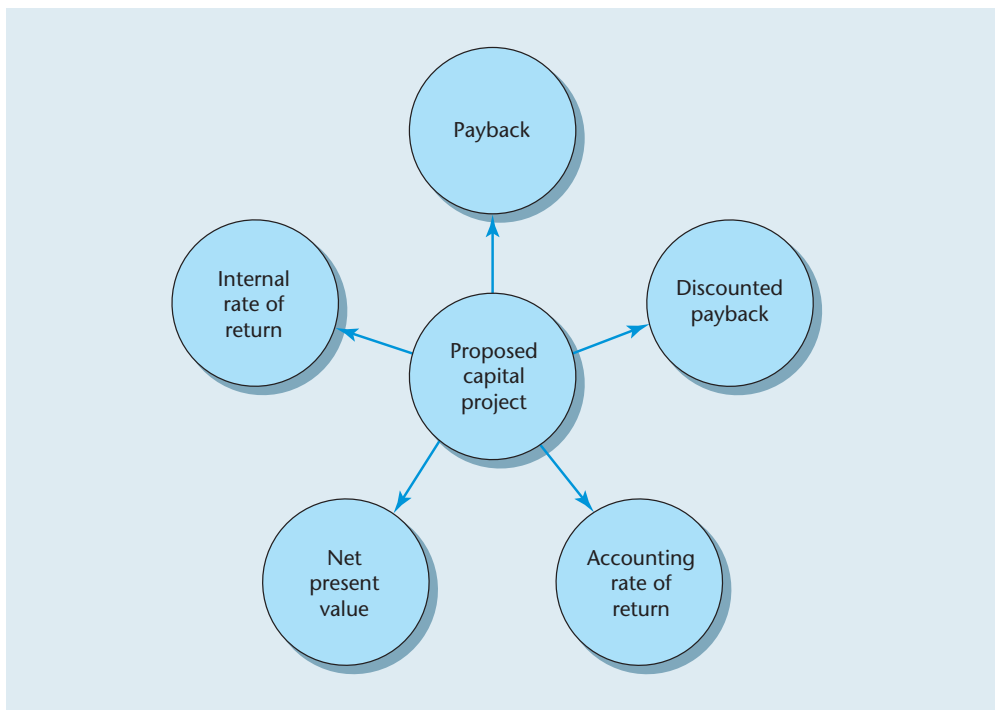 Payback
Internal
rate of
return
Discounted
payback
Proposed
capital
project
Net
present
value
Accounting
rate of
return